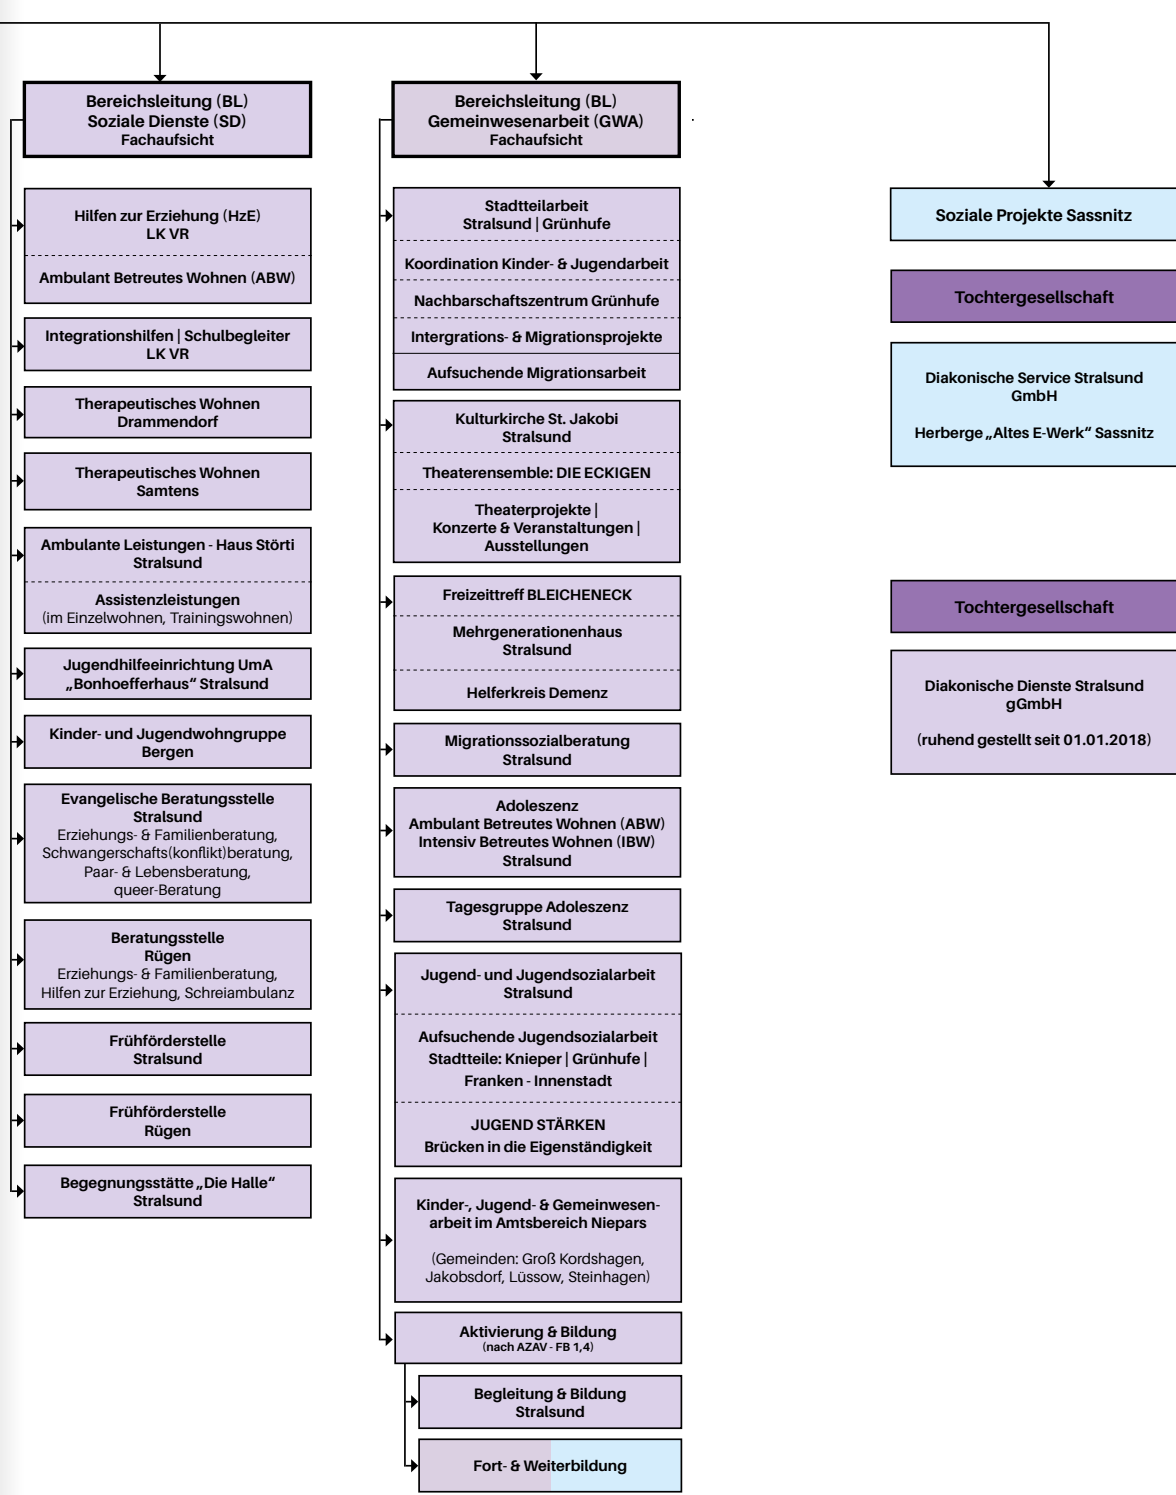 Bereichsleitung (BL)
Soziale Dienste (SD)
Fachaufsicht
Hilfen zur Erziehung (HzE)
LK VR
Ambulant Betreutes Wohnen (ABW)
Integrationshilfen | Schulbegleiter
LK VR
Therapeutisches Wohnen
Drammendorf
Therapeutisches Wohnen
Samtens
Ambulante Leistungen - Haus Störti
Stralsund
Assistenzleistungen
(im Einzelwohnen, Trainingswohnen)
Jugendhilfeeinrichtung UmA
„Bonhoefferhaus“ Stralsund
Kinder- und Jugendwohngruppe
Bergen
Evangelische Beratungsstelle
Stralsund
Erziehungs- & Familienberatung,
Schwangerschafts(konflikt)beratung,
Paar- & Lebensberatung,
queer-Beratung
Beratungsstelle
Rügen
Erziehungs- & Familienberatung,
Hilfen zur Erziehung, Schreiambulanz
Frühförderstelle
Stralsund
Frühförderstelle
Rügen
Begegnungsstätte „Die Halle“
Stralsund
Bereichsleitung (BL)
Gemeinwesenarbeit (GWA)
Fachaufsicht
Stadtteilarbeit
Stralsund | Grünhufe
Koordination Kinder- & Jugendarbeit
Nachbarschaftszentrum Grünhufe
Intergrations- & Migrationsprojekte
Aufsuchende Migrationsarbeit
Kulturkirche St. Jakobi
Stralsund
Theaterensemble: DIE ECKIGEN
Theaterprojekte |
Konzerte & Veranstaltungen |
Ausstellungen
Freizeittreff BLEICHENECK
Mehrgenerationenhaus
Stralsund
Helferkreis Demenz
Migrationssozialberatung
Stralsund
Adoleszenz
Ambulant Betreutes Wohnen (ABW)
Intensiv Betreutes Wohnen (IBW)
Stralsund
Tagesgruppe Adoleszenz
Stralsund
Jugend- und Jugendsozialarbeit
Stralsund
Aufsuchende Jugendsozialarbeit
Stadtteile: Knieper | Grünhufe |
Franken - Innenstadt
JUGEND STÄRKEN
Brücken in die Eigenständigkeit
Kinder-, Jugend- & Gemeinwesen-
arbeit im Amtsbereich Niepars
(Gemeinden: Groß Kordshagen,
Jakobsdorf, Lüssow, Steinhagen)
Aktivierung & Bildung
(nach AZAV - FB 1,4)
Begleitung & Bildung
Stralsund
Fort- & Weiterbildung
Soziale Projekte Sassnitz
Tochtergesellschaft
Diakonische Service Stralsund
GmbH
Herberge „Altes E-Werk“ Sassnitz
Tochtergesellschaft
Diakonische Dienste Stralsund
gGmbH
(ruhend gestellt seit 01.01.2018)